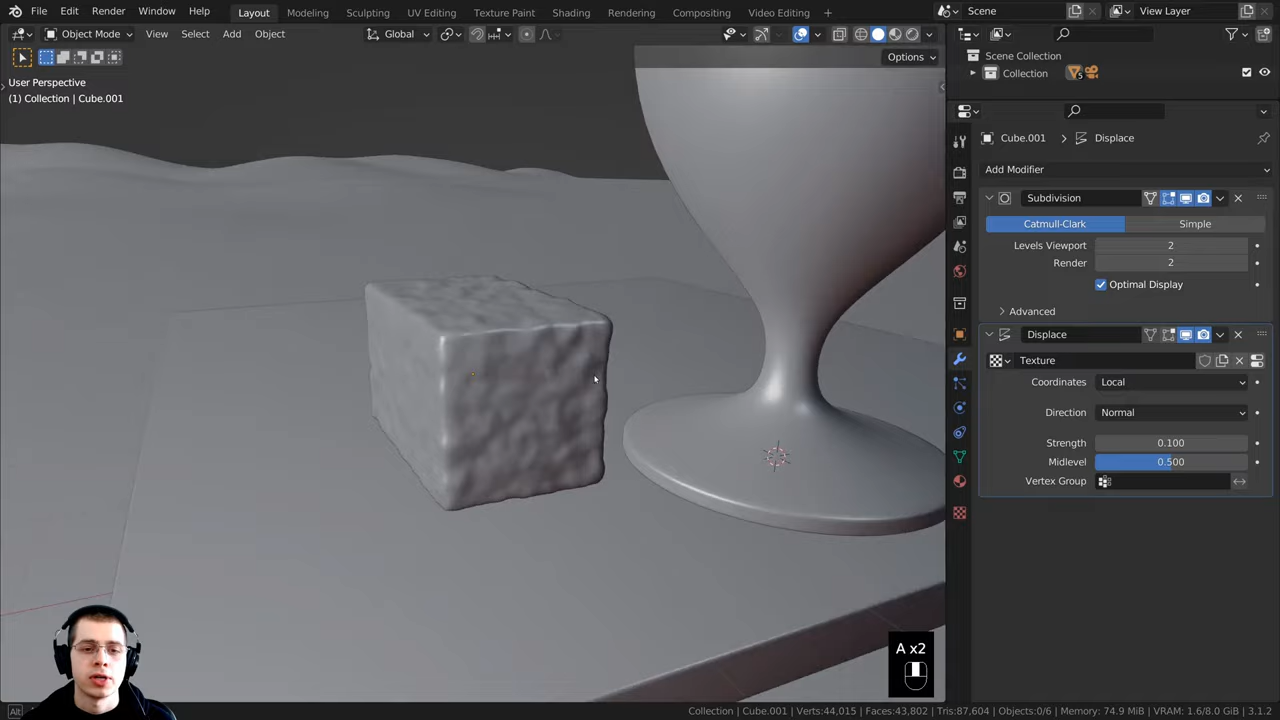 File Edit Render Window Help Layout Modeling Sculpting UV Editing Texture Paint Shading Rendering Compositing Video Editing + Scene View Layer
Object Mode View Select Add Object Global
Options
User Perspective
(1) Collection | Cube.001
Scene Collection
Collection 5
Cube.001 > Displace
Add Modifier
Subdivision
Catmull-Clark Simple
Levels Viewport 2
Render 2
Optimal Display
Advanced
Displace
Texture
Coordinates Local
Direction Normal
Strength 0.100
Midlevel 0.500
Vertex Group
A x2
Alt
Collection | Cube.001 | Verts:44,015 | Faces:43,802 | Tris:87,604 | Objects:0/6 | Memory: 74.9 MiB | VRAM: 1.6/8.0 GiB | 3.1.2